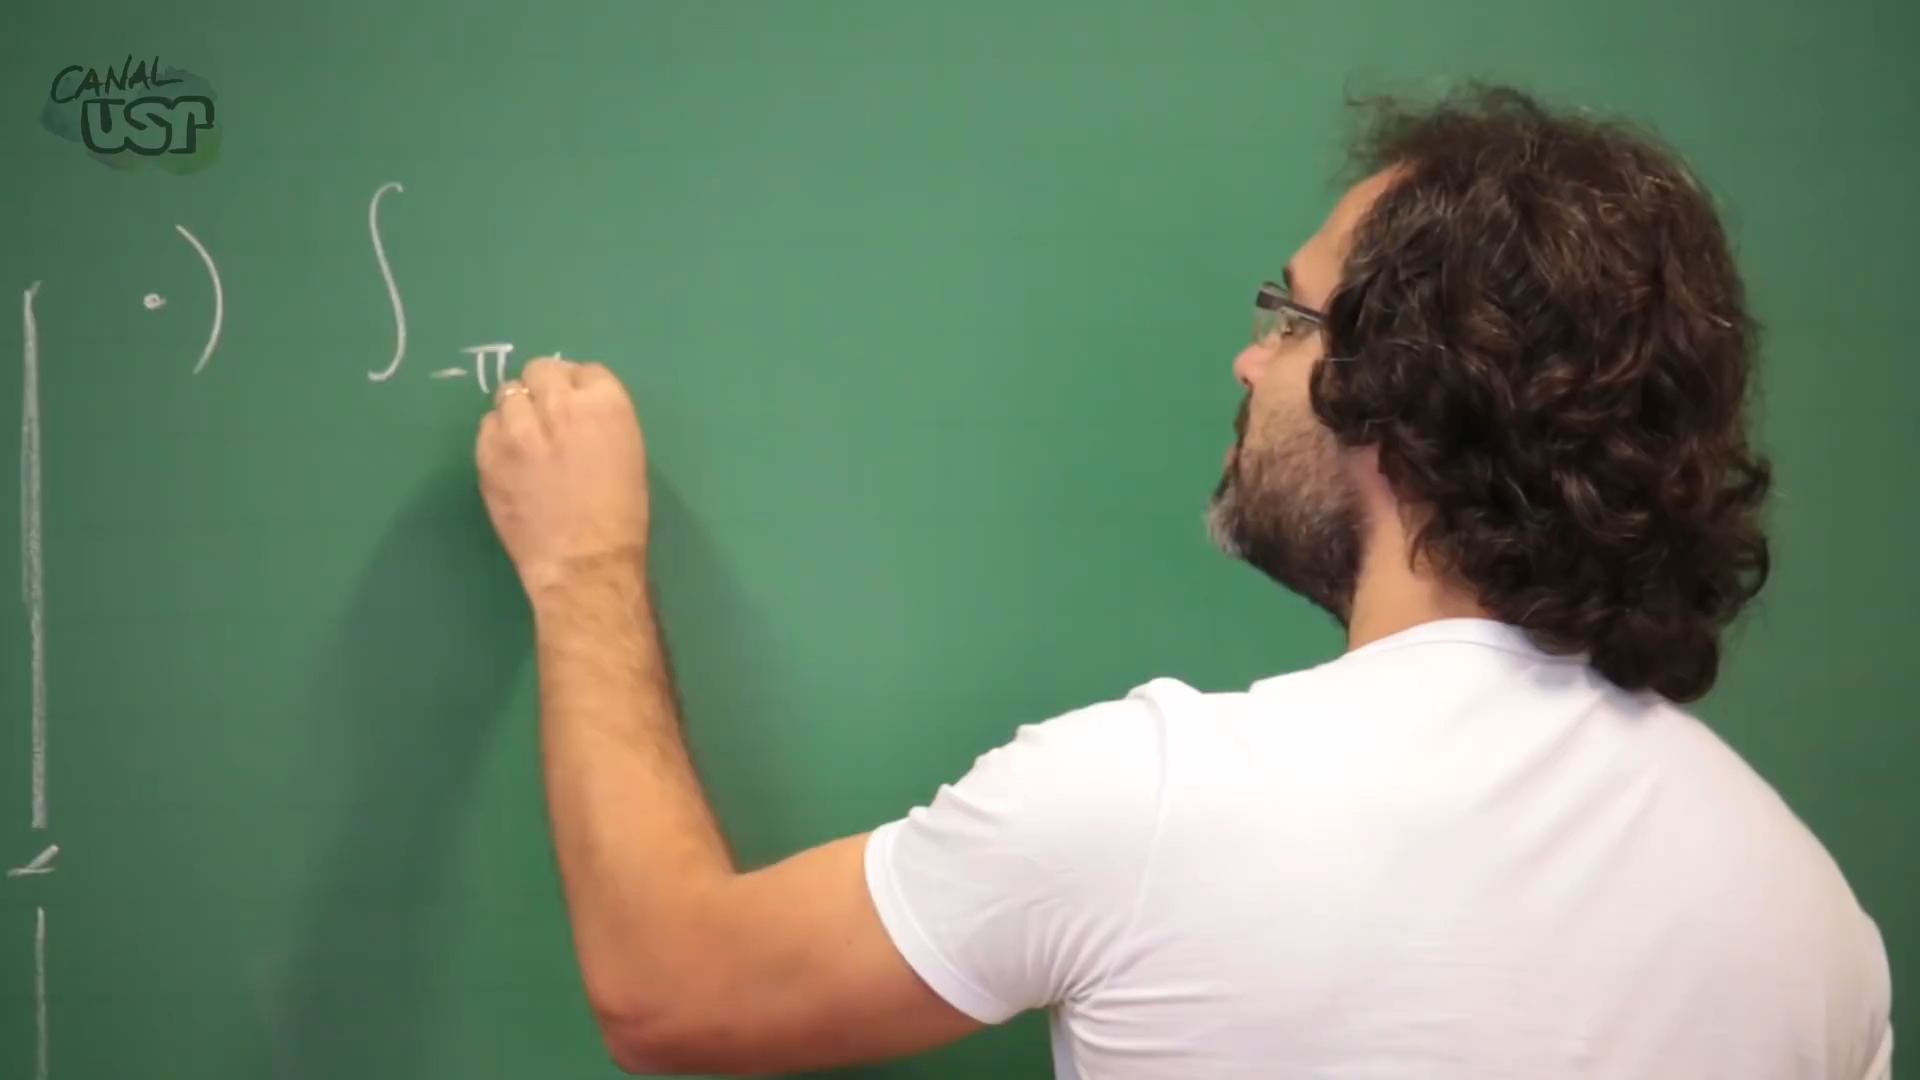 CANAL
USP
•) ∫ -π